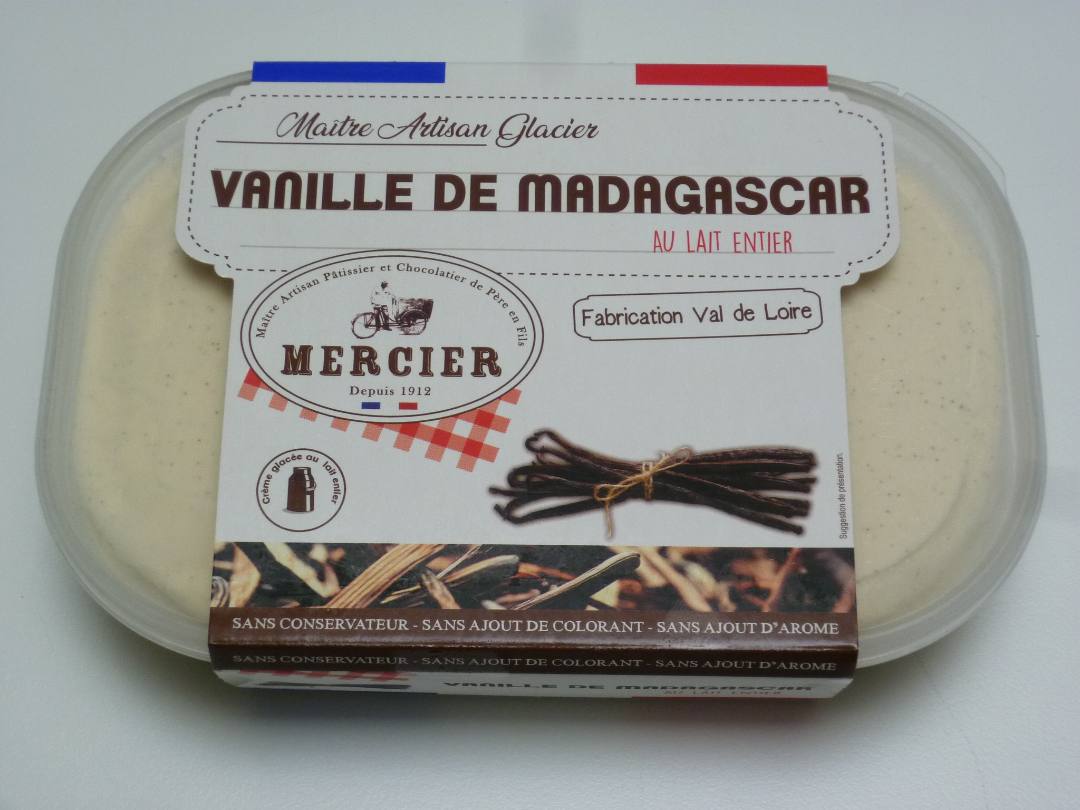 Maître Artisan Glacier
VANILLE DE MADAGASCAR
AU LAIT ENTIER
Maître Artisan Pâtissier et Chocolatier de Père en Fils
MERCIER
Depuis 1912
Fabrication Val de Loire
Crème glacée au lait entier
Suggestion de présentation.
SANS CONSERVATEUR - SANS AJOUT DE COLORANT - SANS AJOUT D'AROME
SANS CONSERVATEUR - SANS AJOUT DE COLORANT - SANS AJOUT D'AROME
VANILLE DE MADAGASCAR
AU LAIT ENTIER